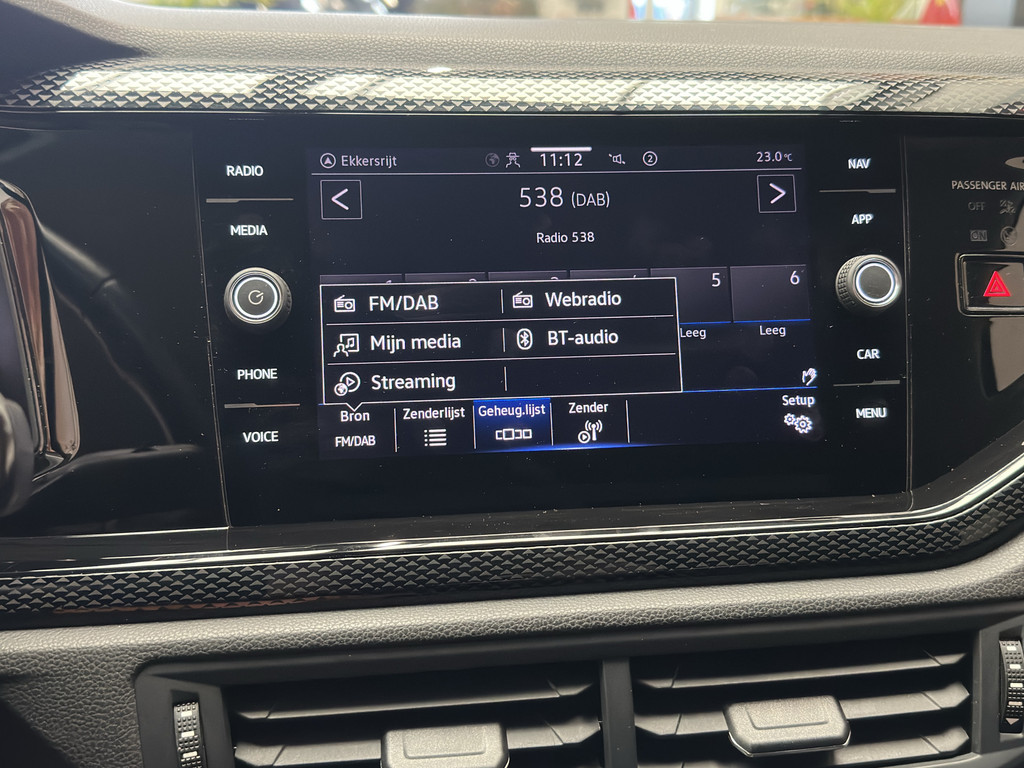 RADIO
MEDIA
PHONE
VOICE
Ekkersrijt
11:12
2
23.0°C
<
538 (DAB)
>
Radio 538
5
6
Leeg
Leeg
FM/DAB
Webradio
Mijn media
BT-audio
Streaming
Bron
FM/DAB
Zenderlijst
Geheug.lijst
Zender
Setup
NAV
APP
CAR
MENU
PASSENGER AIR
OFF
ON